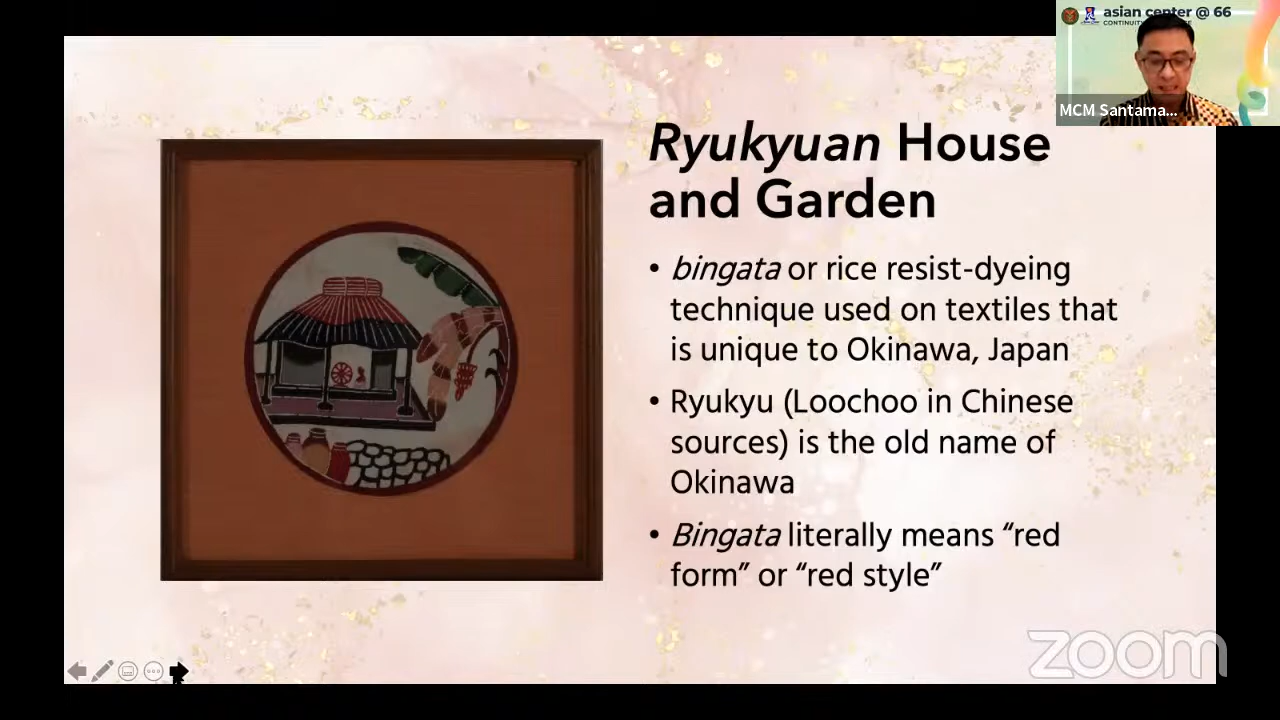 asian center @ 66
MCM Santama...
Ryukyuan House
and Garden
• bingata or rice resist-dyeing
technique used on textiles that
is unique to Okinawa, Japan
• Ryukyu (Loochoo in Chinese
sources) is the old name of
Okinawa
• Bingata literally means “red
form” or “red style”
zoom